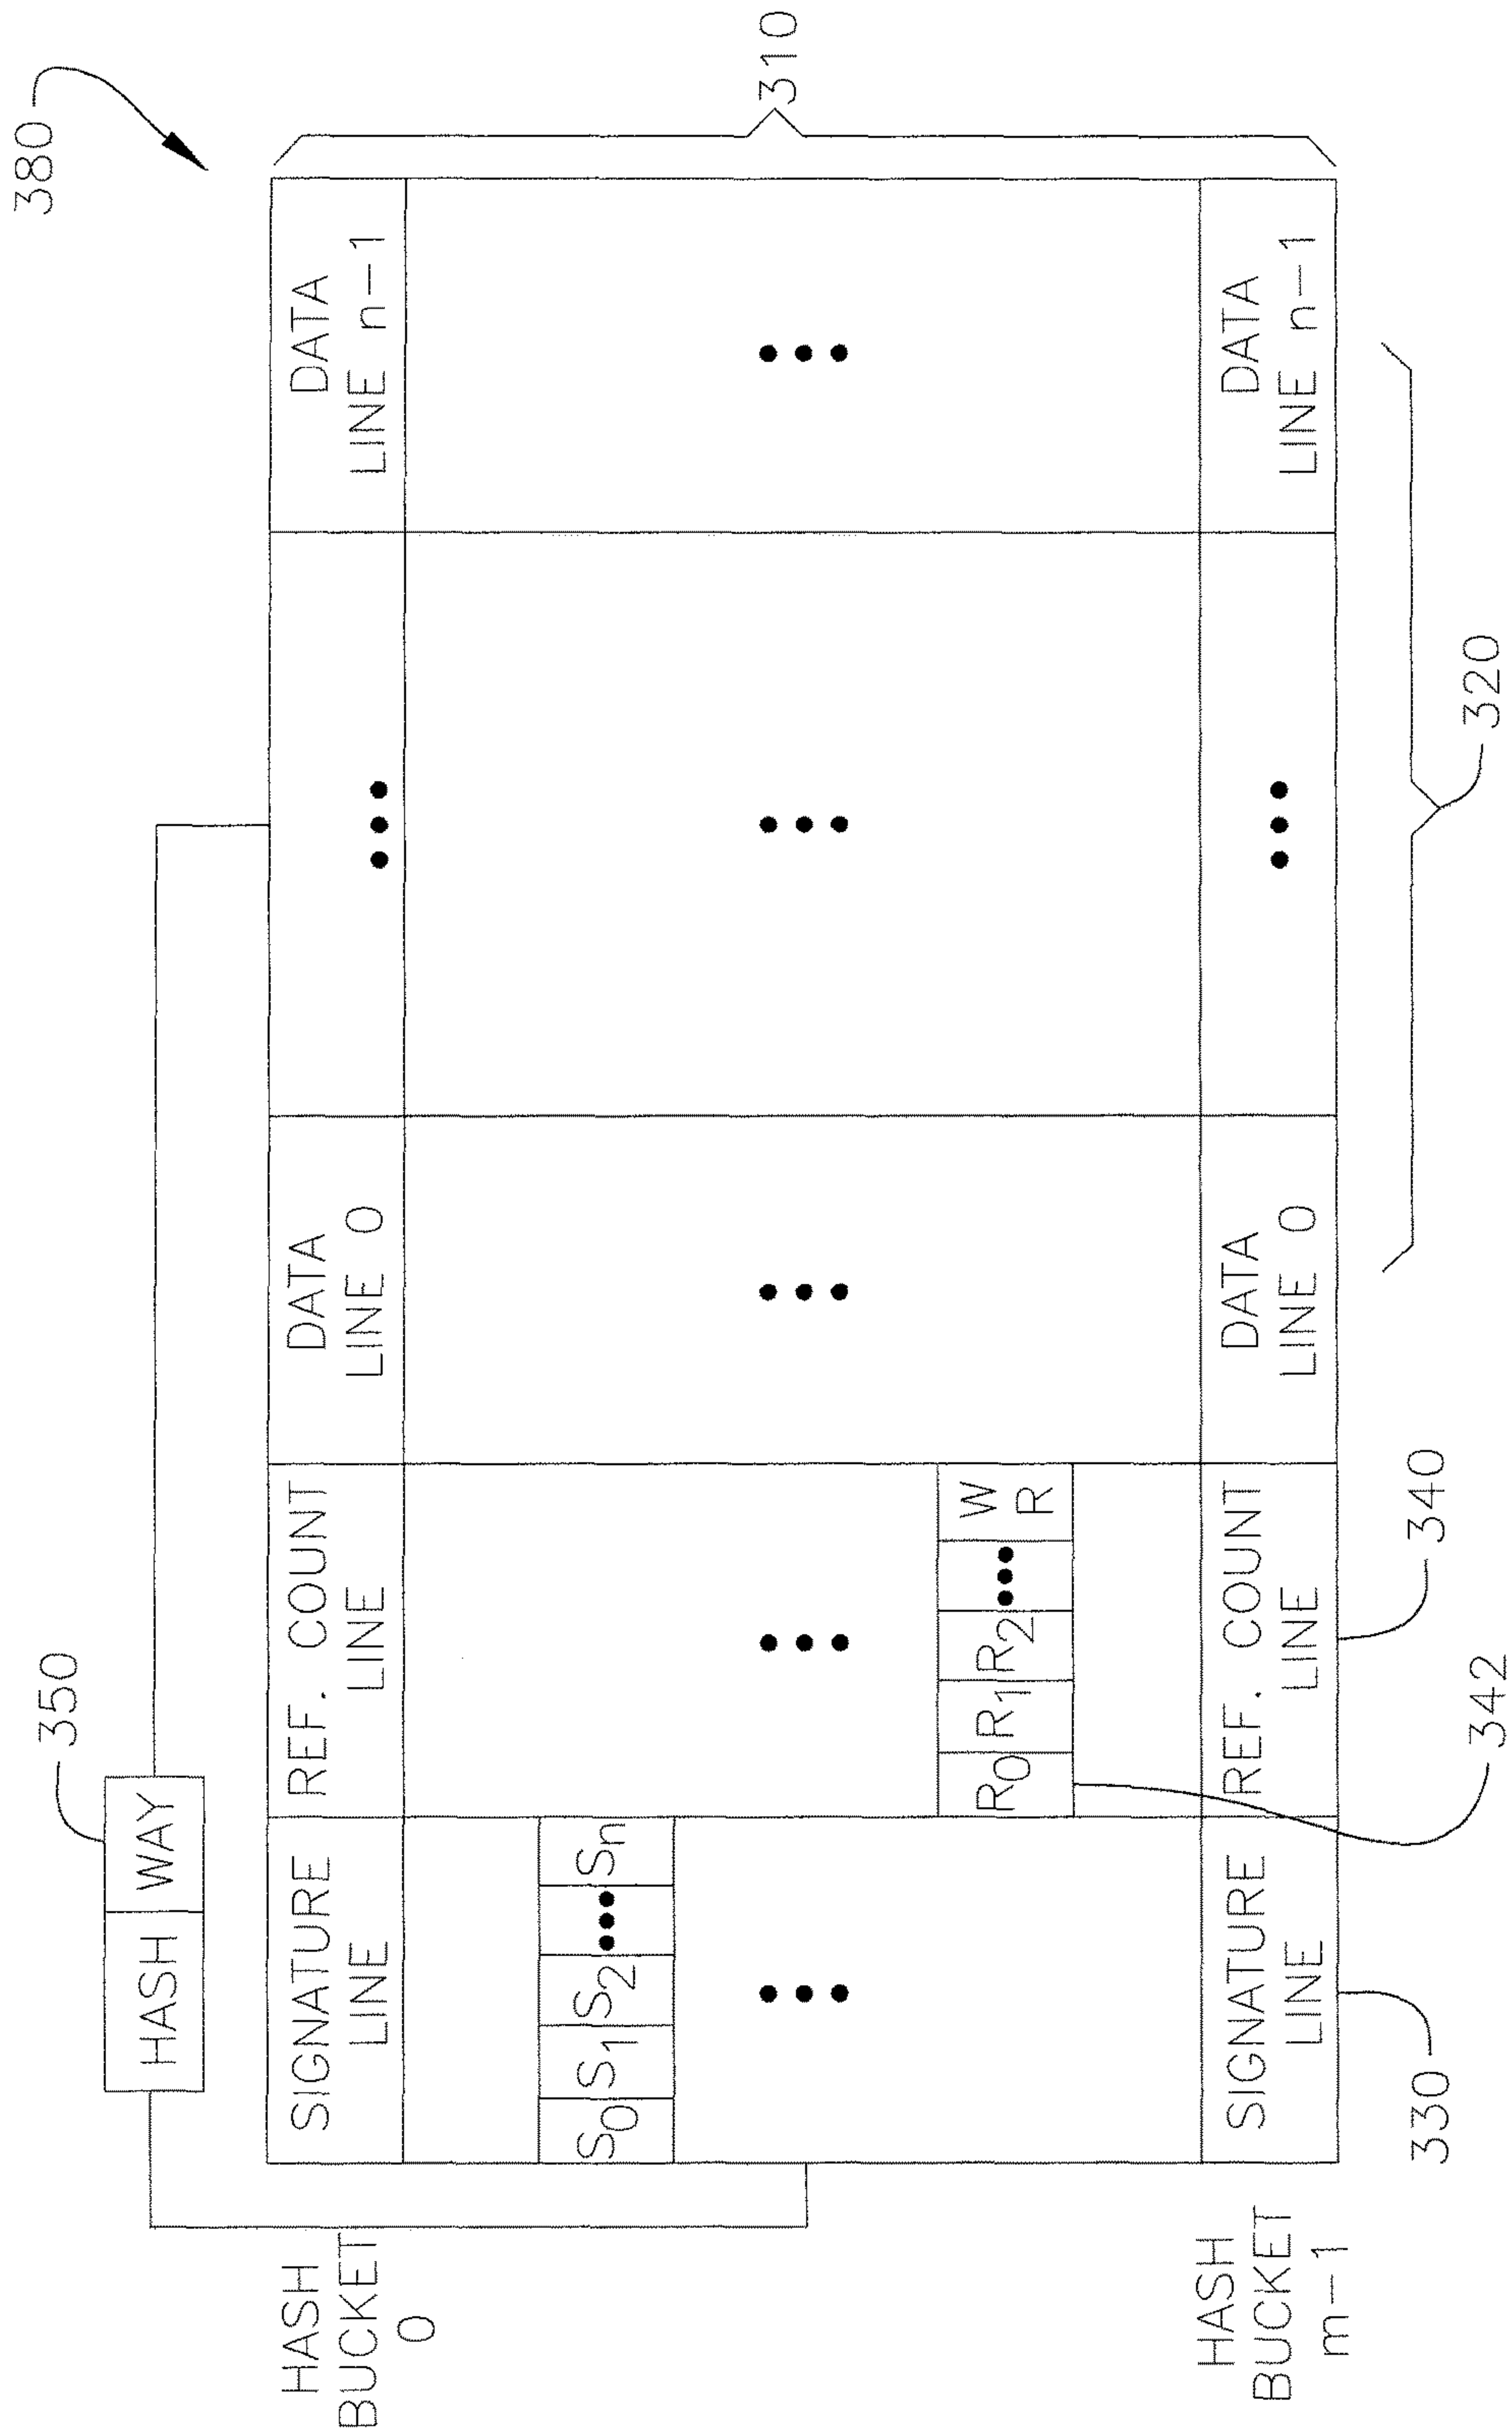 380
350
HASH WAY
HASH
BUCKET
0
SIGNATURE
LINE
REF. COUNT
LINE
DATA
LINE 0
•••
DATA
LINE n-1
S0 S1 S2 ••• Sn
•••
•••
•••
•••
•••
310
R0 R1 R2 ••• W
R
HASH
BUCKET
m-1
SIGNATURE
LINE
REF. COUNT
LINE
DATA
LINE 0
•••
DATA
LINE n-1
330
342
340
320